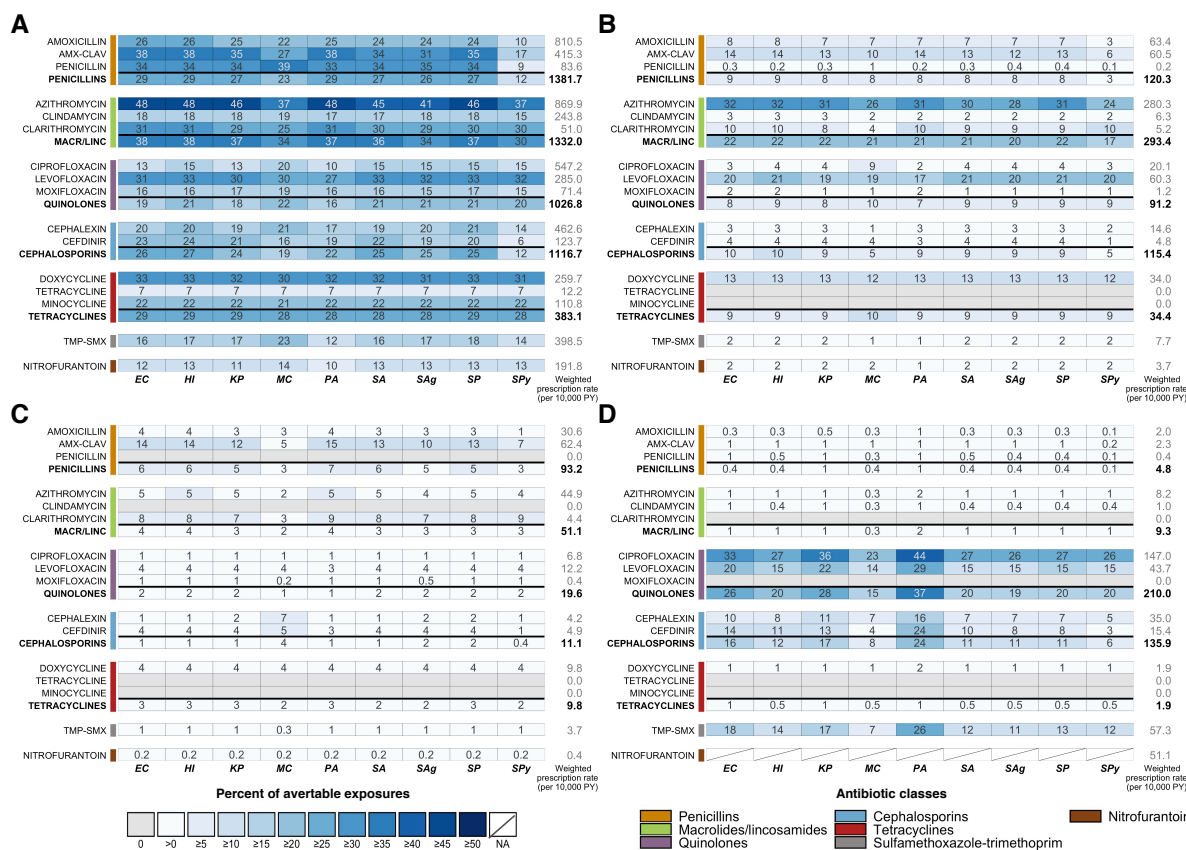 A
AMOXICILLIN 26 26 25 22 25 24 24 24 10 810.5
AMX-CLAV 38 38 35 27 38 34 31 35 17 415.3
PENICILLIN 34 34 34 39 33 34 35 34 9 83.6
PENICILLINS 29 29 27 23 29 27 26 27 12 1381.7
AZITHROMYCIN 48 48 46 37 48 45 41 46 37 869.9
CLINDAMYCIN 18 18 18 19 17 17 18 18 15 243.8
CLARITHROMYCIN 31 31 29 25 31 30 29 30 30 51.0
MACR/LINC 38 38 37 34 37 36 34 37 30 1332.0
CIPROFLOXACIN 13 15 13 20 10 15 15 15 15 547.2
LEVOFLOXACIN 31 33 30 30 27 33 32 33 32 285.0
MOXIFLOXACIN 16 16 17 19 16 16 15 17 15 71.4
QUINOLONES 19 21 18 22 16 21 21 21 20 1026.8
CEPHALEXIN 20 20 19 21 17 19 20 21 14 462.6
CEFDINIR 23 24 21 16 19 22 19 20 6 123.7
CEPHALOSPORINS 26 27 24 19 22 25 25 25 12 1116.7
DOXYCYCLINE 33 33 32 30 32 32 31 33 31 259.7
TETRACYCLINE 7 7 7 7 7 7 7 7 7 12.2
MINOCYCLINE 22 22 22 21 22 22 22 22 22 110.8
TETRACYCLINES 29 29 29 28 28 28 28 29 28 383.1
TMP-SMX 16 17 17 23 12 16 17 18 14 398.5
NITROFURANTOIN 12 13 11 14 10 13 13 13 13 191.8
EC HI KP MC PA SA SAg SP SPy Weighted
prescription rate
(per 10,000 PY)
B
AMOXICILLIN 8 8 7 7 7 7 7 7 3 63.4
AMX-CLAV 14 14 13 10 14 13 12 13 6 60.5
PENICILLIN 0.3 0.2 0.3 1 0.2 0.3 0.4 0.4 0.1 0.2
PENICILLINS 9 9 8 8 8 8 8 8 3 120.3
AZITHROMYCIN 32 32 31 26 31 30 28 31 24 280.3
CLINDAMYCIN 3 3 3 2 2 2 2 2 2 6.3
CLARITHROMYCIN 10 10 8 4 10 9 9 9 10 5.2
MACR/LINC 22 22 22 21 21 21 20 22 17 293.4
CIPROFLOXACIN 3 4 4 9 2 4 4 4 3 20.1
LEVOFLOXACIN 20 21 19 19 17 21 20 21 20 60.3
MOXIFLOXACIN 2 2 1 1 2 1 1 1 1 1.2
QUINOLONES 8 9 8 10 7 9 9 9 9 91.2
CEPHALEXIN 3 3 3 1 3 3 3 3 2 14.6
CEFDINIR 4 4 4 4 3 4 4 4 1 4.8
CEPHALOSPORINS 10 10 9 5 9 9 9 9 5 115.4
DOXYCYCLINE 13 13 13 12 13 13 13 13 12 34.0
TETRACYCLINE 0.0
MINOCYCLINE 0.0
TETRACYCLINES 9 9 9 10 9 9 9 9 9 34.4
TMP-SMX 2 2 2 1 1 2 2 2 2 7.7
NITROFURANTOIN 2 2 2 2 1 2 2 2 2 3.7
EC HI KP MC PA SA SAg SP SPy Weighted
prescription rate
(per 10,000 PY)
C
AMOXICILLIN 4 4 3 3 4 3 3 3 1 30.6
AMX-CLAV 14 14 12 5 15 13 10 13 7 62.4
PENICILLIN 0.0
PENICILLINS 6 6 5 3 7 6 5 5 3 93.2
AZITHROMYCIN 5 5 5 2 5 5 4 5 4 44.9
CLINDAMYCIN 0.0
CLARITHROMYCIN 8 8 7 3 9 8 7 8 9 4.4
MACR/LINC 4 4 3 2 4 3 3 3 3 51.1
CIPROFLOXACIN 1 1 1 1 1 1 1 1 1 6.8
LEVOFLOXACIN 4 4 4 4 3 4 4 4 4 12.2
MOXIFLOXACIN 1 1 1 0.2 1 1 0.5 1 1 0.4
QUINOLONES 2 2 2 1 1 2 2 2 2 19.6
CEPHALEXIN 1 1 2 7 2 1 1 1 1 4.2
CEFDINIR 4 4 4 5 3 4 4 4 1 4.9
CEPHALOSPORINS 1 1 1 4 1 1 2 1 0.4 11.1
DOXYCYCLINE 4 4 4 4 4 4 4 4 4 9.8
TETRACYCLINE 0.0
MINOCYCLINE 0.0
TETRACYCLINES 3 3 3 2 3 2 2 3 2 9.8
TMP-SMX 1 1 1 0.3 1 1 1 1 1 3.7
NITROFURANTOIN 0.2 0.2 0.2 0.2 0.2 0.2 0.2 0.2 0.2 0.4
EC HI KP MC PA SA SAg SP SPy Weighted
prescription rate
(per 10,000 PY)
D
AMOXICILLIN 0.3 0.3 0.5 0.3 1 0.3 0.3 0.3 0.1 2.0
AMX-CLAV 1 1 1 1 1 1 1 1 0.2 2.3
PENICILLIN 1 0.5 1 0.3 1 0.5 0.4 0.4 0.1 0.4
PENICILLINS 0.4 0.4 1 0.4 1 0.4 0.4 0.4 0.1 4.8
AZITHROMYCIN 1 1 1 0.3 2 1 1 1 1 8.2
CLINDAMYCIN 1 0.4 1 0.3 1 0.4 0.4 1 1 1.0
CLARITHROMYCIN 0.0
MACR/LINC 1 1 1 0.3 2 1 1 1 1 9.3
CIPROFLOXACIN 33 27 36 23 44 27 26 27 26 147.0
LEVOFLOXACIN 20 15 22 14 29 15 15 15 15 43.7
MOXIFLOXACIN 0.0
QUINOLONES 26 20 28 15 37 20 19 20 20 210.0
CEPHALEXIN 10 8 11 7 16 7 7 7 5 35.0
CEFDINIR 14 11 13 4 24 10 8 8 3 15.4
CEPHALOSPORINS 16 12 17 8 24 11 11 11 6 135.9
DOXYCYCLINE 1 1 1 1 2 1 1 1 1 1.9
TETRACYCLINE 0.0
MINOCYCLINE 0.0
TETRACYCLINES 1 0.5 1 0.5 1 0.5 0.5 0.5 0.5 1.9
TMP-SMX 18 14 17 7 26 12 11 13 12 57.3
NITROFURANTOIN 51.1
EC HI KP MC PA SA SAg SP SPy Weighted
prescription rate
(per 10,000 PY)
Percent of avertable exposures
0 >0 ≥5 ≥10 ≥15 ≥20 ≥25 ≥30 ≥35 ≥40 ≥45 ≥50 NA
Antibiotic classes
Penicillins Cephalosporins Nitrofurantoin
Macrolides/lincosamides Tetracyclines
Quinolones Sulfamethoxazole-trimethoprim